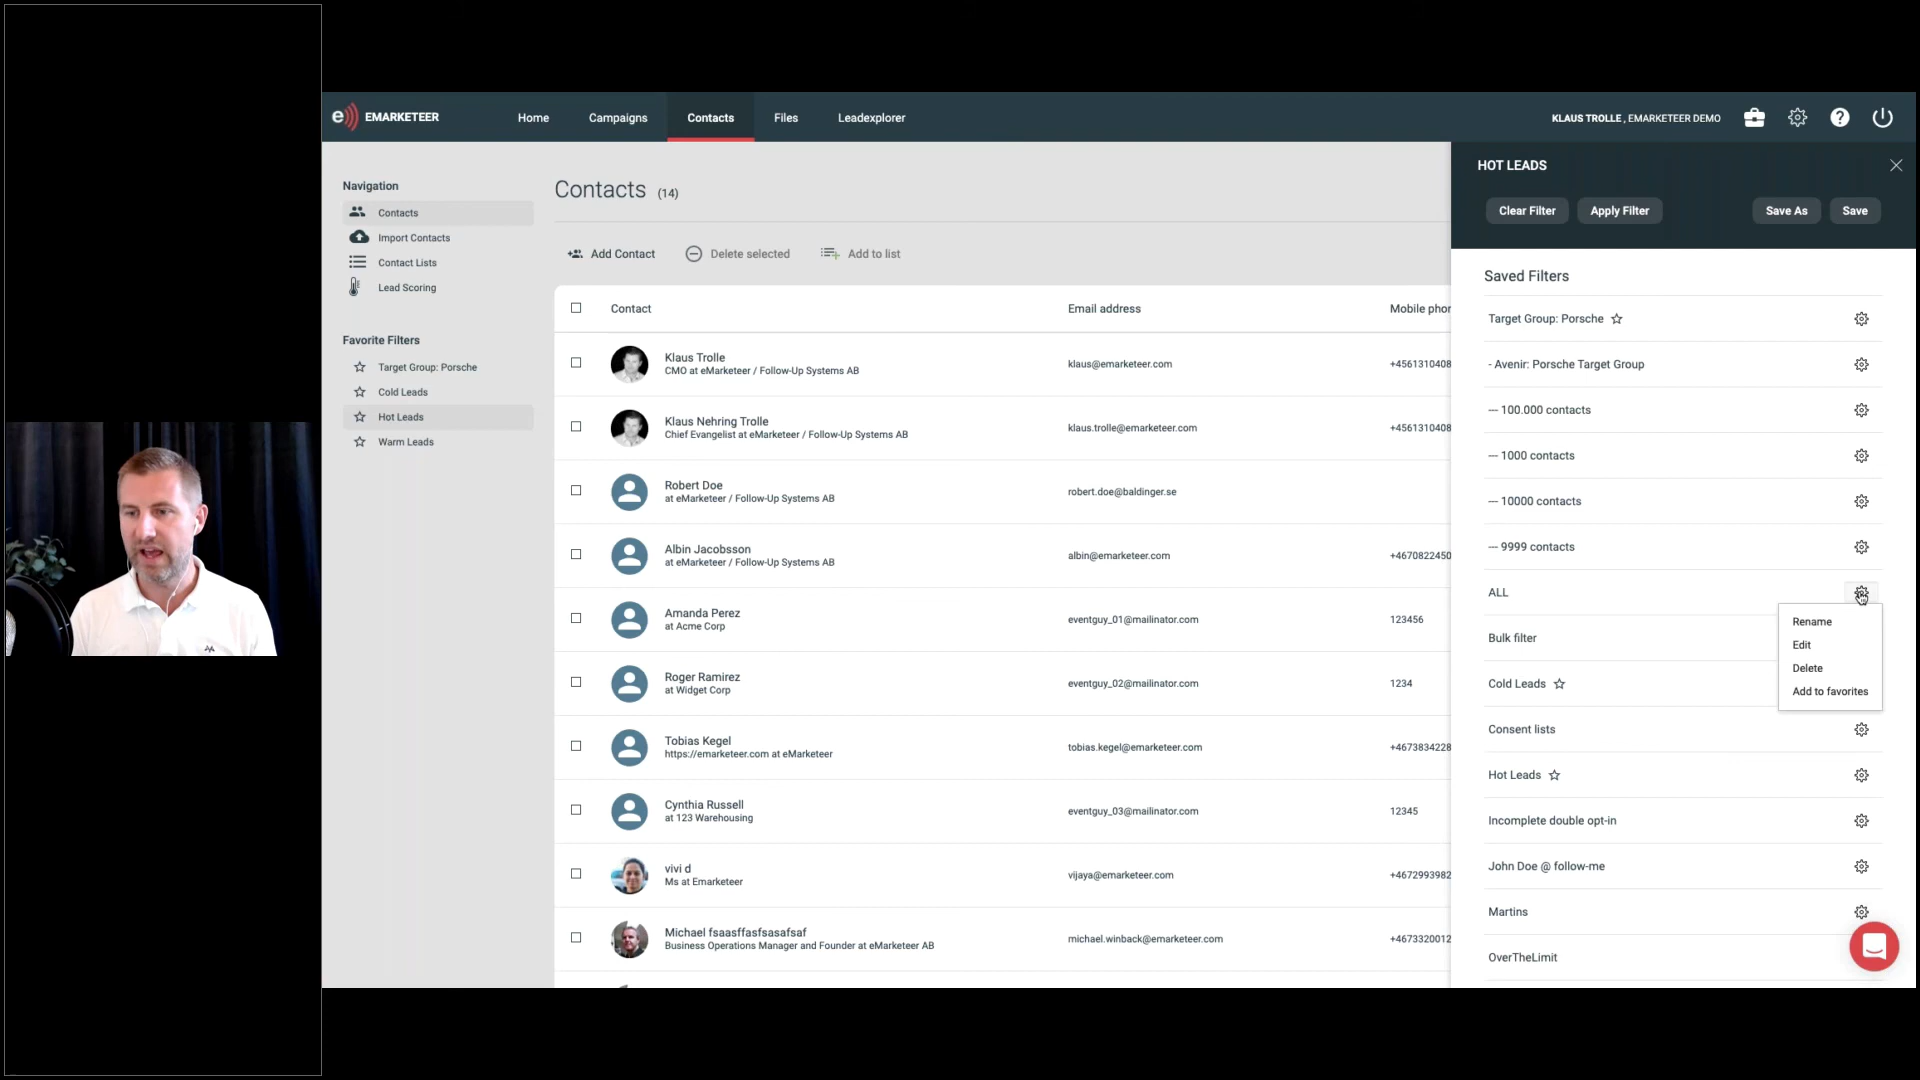 EMARKETEER
Home
Campaigns
Contacts
Files
Leadexplorer
KLAUS TROLLE , EMARKETEER DEMO
Navigation
Contacts
Import Contacts
Contact Lists
Lead Scoring
Favorite Filters
Target Group: Porsche
Cold Leads
Hot Leads
Warm Leads
Contacts (14)
Add Contact
Delete selected
Add to list
Contact
Email address
Mobile phor
Klaus Trolle
CMO at eMarketeer / Follow-Up Systems AB
klaus@emarketeer.com
+4561310408
Klaus Nehring Trolle
Chief Evangelist at eMarketeer / Follow-Up Systems AB
klaus.trolle@emarketeer.com
+4561310408
Robert Doe
at eMarketeer / Follow-Up Systems AB
robert.doe@baldinger.se
Albin Jacobsson
at eMarketeer / Follow-Up Systems AB
albin@emarketeer.com
+4670822450
Amanda Perez
at Acme Corp
eventguy_01@mailinator.com
123456
Roger Ramirez
at Widget Corp
eventguy_02@mailinator.com
1234
Tobias Kegel
https://emarketeer.com at eMarketeer
tobias.kegel@emarketeer.com
+4673834228
Cynthia Russell
at 123 Warehousing
eventguy_03@mailinator.com
12345
vivi d
Ms at Emarketeer
vijaya@emarketeer.com
+4672993982
Michael fsaasffasfsasafsaf
Business Operations Manager and Founder at eMarketeer AB
michael.winback@emarketeer.com
+4673320012
HOT LEADS
Clear Filter
Apply Filter
Save As
Save
Saved Filters
Target Group: Porsche
- Avenir: Porsche Target Group
--- 100.000 contacts
--- 1000 contacts
--- 10000 contacts
--- 9999 contacts
ALL
Rename
Edit
Delete
Add to favorites
Bulk filter
Cold Leads
Consent lists
Hot Leads
Incomplete double opt-in
John Doe @ follow-me
Martins
OverTheLimit